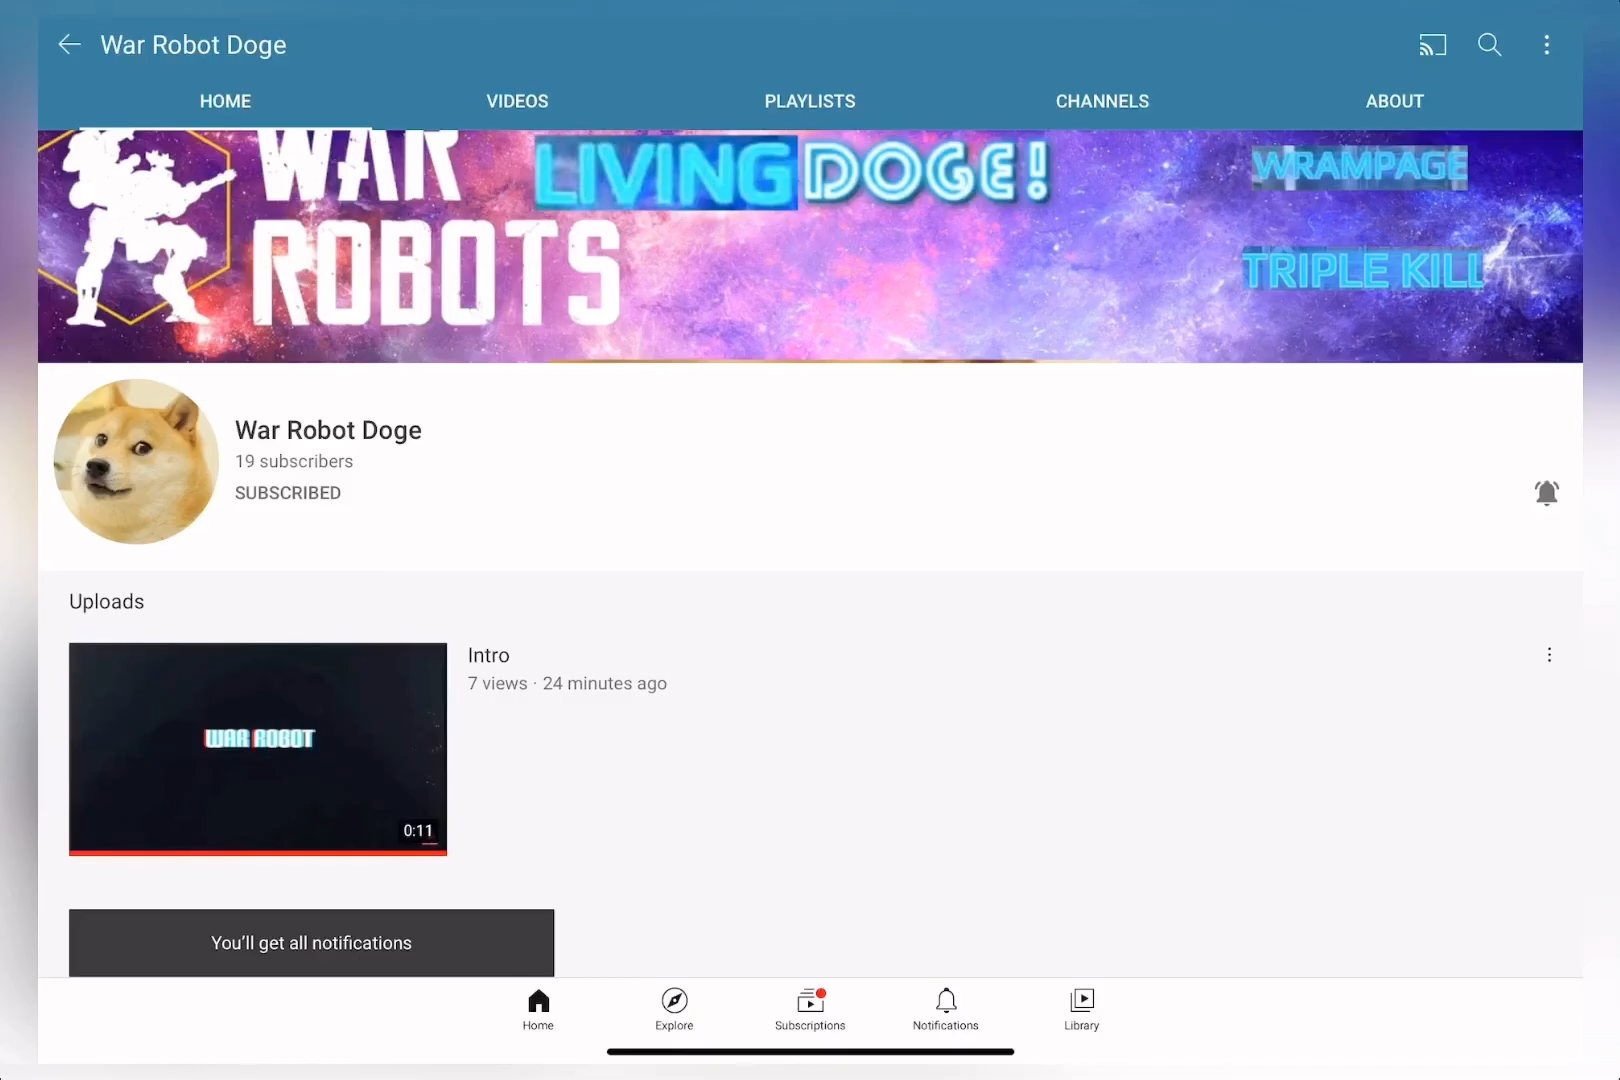 War Robot Doge
HOME VIDEOS PLAYLISTS CHANNELS ABOUT
WAR LIVING DOGE! WRAMPAGE
ROBOTS TRIPLE KILL
War Robot Doge
19 subscribers
SUBSCRIBED
Uploads
Intro
7 views · 24 minutes ago
WAR ROBOT
0:11
You'll get all notifications
Home Explore Subscriptions Notifications Library